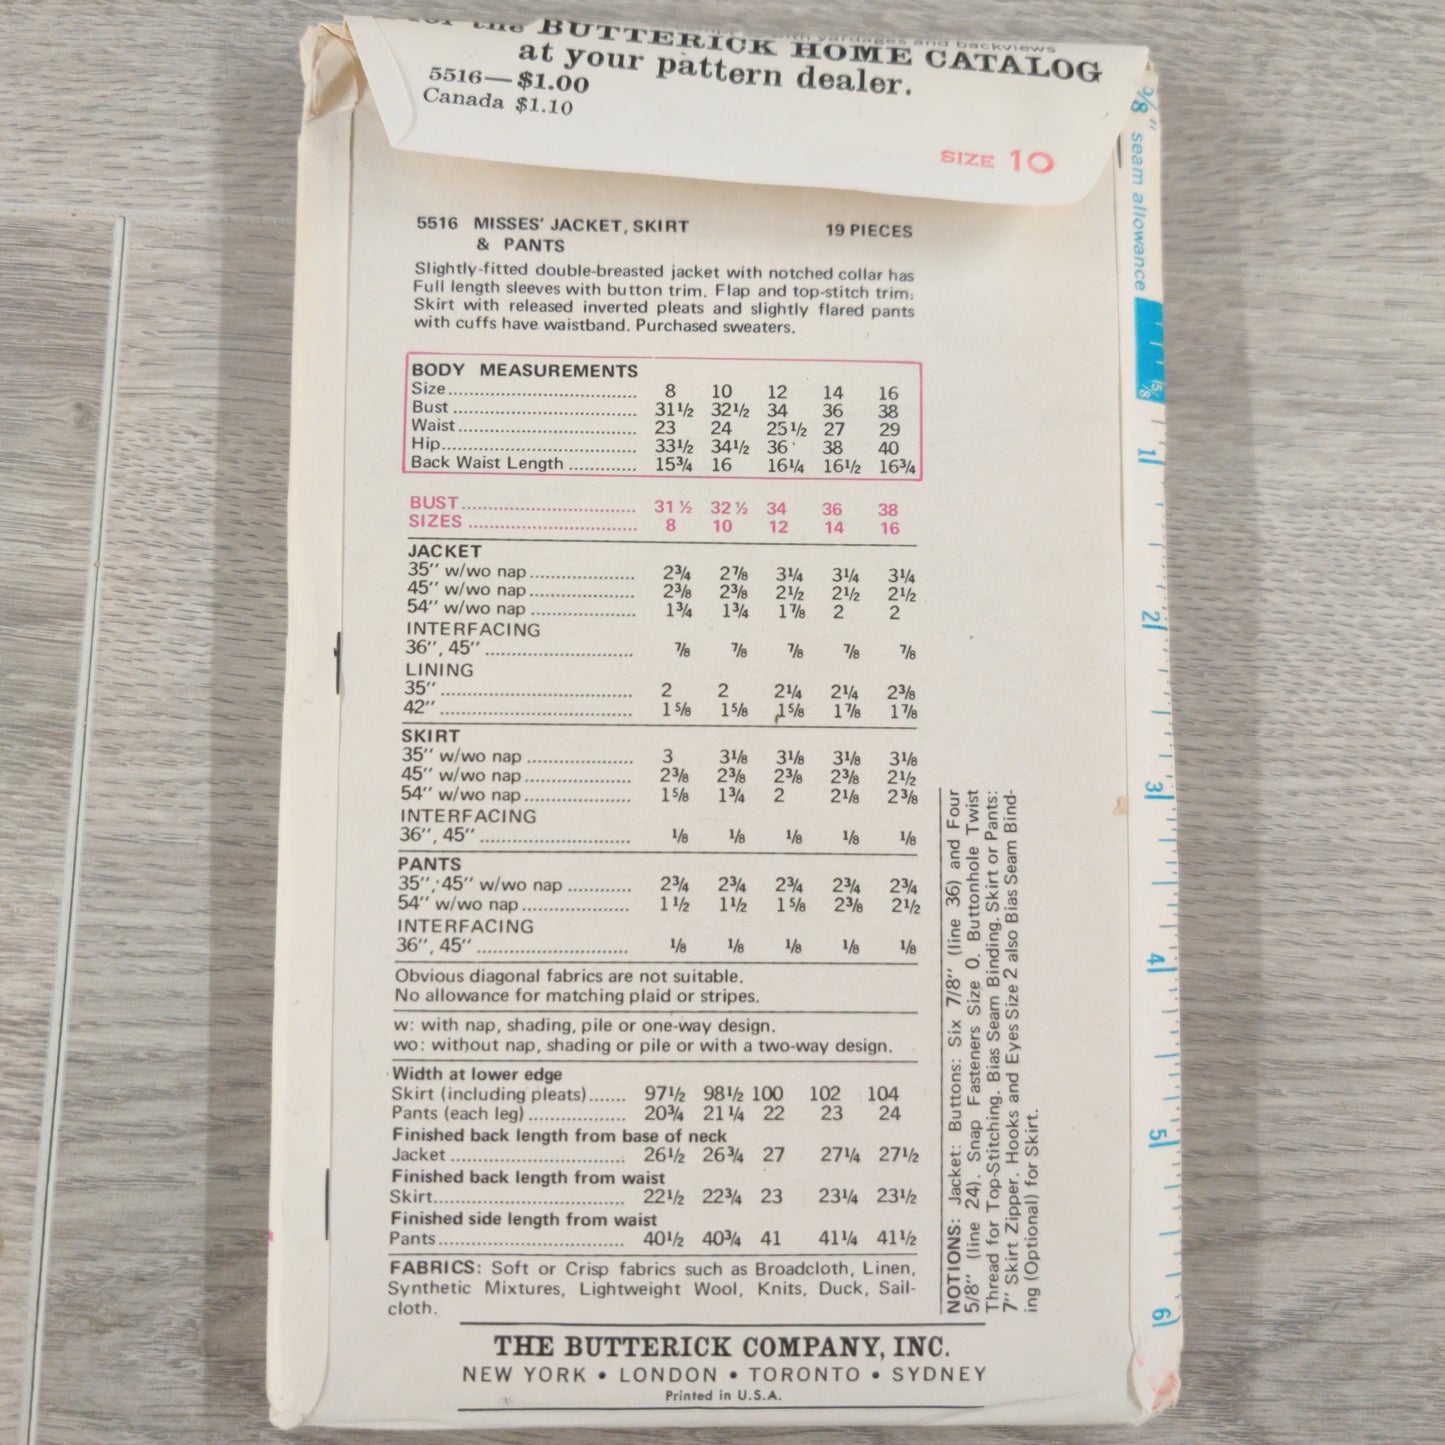 for the BUTTERICK HOME CATALOG
with yardages and backviews
at your pattern dealer.
5516—$1.00
Canada $1.10
SIZE 10
5/8" seam allowance
5516 MISSES' JACKET, SKIRT 19 PIECES
& PANTS
Slightly-fitted double-breasted jacket with notched collar has
Full length sleeves with button trim. Flap and top-stitch trim.
Skirt with released inverted pleats and slightly flared pants
with cuffs have waistband. Purchased sweaters.
BODY MEASUREMENTS
Size 8 10 12 14 16
Bust 31½ 32½ 34 36 38
Waist 23 24 25½ 27 29
Hip 33½ 34½ 36 38 40
Back Waist Length 15¾ 16 16¼ 16½ 16¾
BUST 31½ 32½ 34 36 38
SIZES 8 10 12 14 16
JACKET
35" w/wo nap 2¾ 2⅞ 3¼ 3¼ 3¼
45" w/wo nap 2⅜ 2⅜ 2½ 2½ 2½
54" w/wo nap 1¾ 1¾ 1⅞ 2 2
INTERFACING
36", 45" ⅞ ⅞ ⅞ ⅞ ⅞
LINING
35" 2 2 2¼ 2¼ 2⅜
42" 1⅝ 1⅝ 1⅝ 1⅞ 1⅞
SKIRT
35" w/wo nap 3 3⅛ 3⅛ 3⅛ 3⅛
45" w/wo nap 2⅜ 2⅜ 2⅜ 2⅜ 2½
54" w/wo nap 1⅝ 1¾ 2 2⅛ 2⅜
INTERFACING
36", 45" ⅛ ⅛ ⅛ ⅛ ⅛
PANTS
35", 45" w/wo nap 2¾ 2¾ 2¾ 2¾ 2¾
54" w/wo nap 1½ 1½ 1⅝ 2⅜ 2½
INTERFACING
36", 45" ⅛ ⅛ ⅛ ⅛ ⅛
Obvious diagonal fabrics are not suitable.
No allowance for matching plaid or stripes.
w: with nap, shading, pile or one-way design.
wo: without nap, shading or pile or with a two-way design.
Width at lower edge
Skirt (including pleats) 97½ 98½ 100 102 104
Pants (each leg) 20¾ 21¼ 22 23 24
Finished back length from base of neck
Jacket 26½ 26¾ 27 27¼ 27½
Finished back length from waist
Skirt 22½ 22¾ 23 23¼ 23½
Finished side length from waist
Pants 40½ 40¾ 41 41¼ 41½
FABRICS: Soft or Crisp fabrics such as Broadcloth, Linen,
Synthetic Mixtures, Lightweight Wool, Knits, Duck, Sail-
cloth.
NOTIONS: Jacket: Buttons: Six 7/8" (line 36) and Four
5/8" (line 24). Snap Fasteners Size 0. Buttonhole Twist
Thread for Top-Stitching. Bias Seam Binding. Skirt or Pants:
7" Skirt Zipper. Hooks and Eyes Size 2 also Bias Seam Bind-
ing (Optional) for Skirt.
THE BUTTERICK COMPANY, INC.
NEW YORK • LONDON • TORONTO • SYDNEY
Printed in U.S.A.
15/8
1
2
3
4
5
6